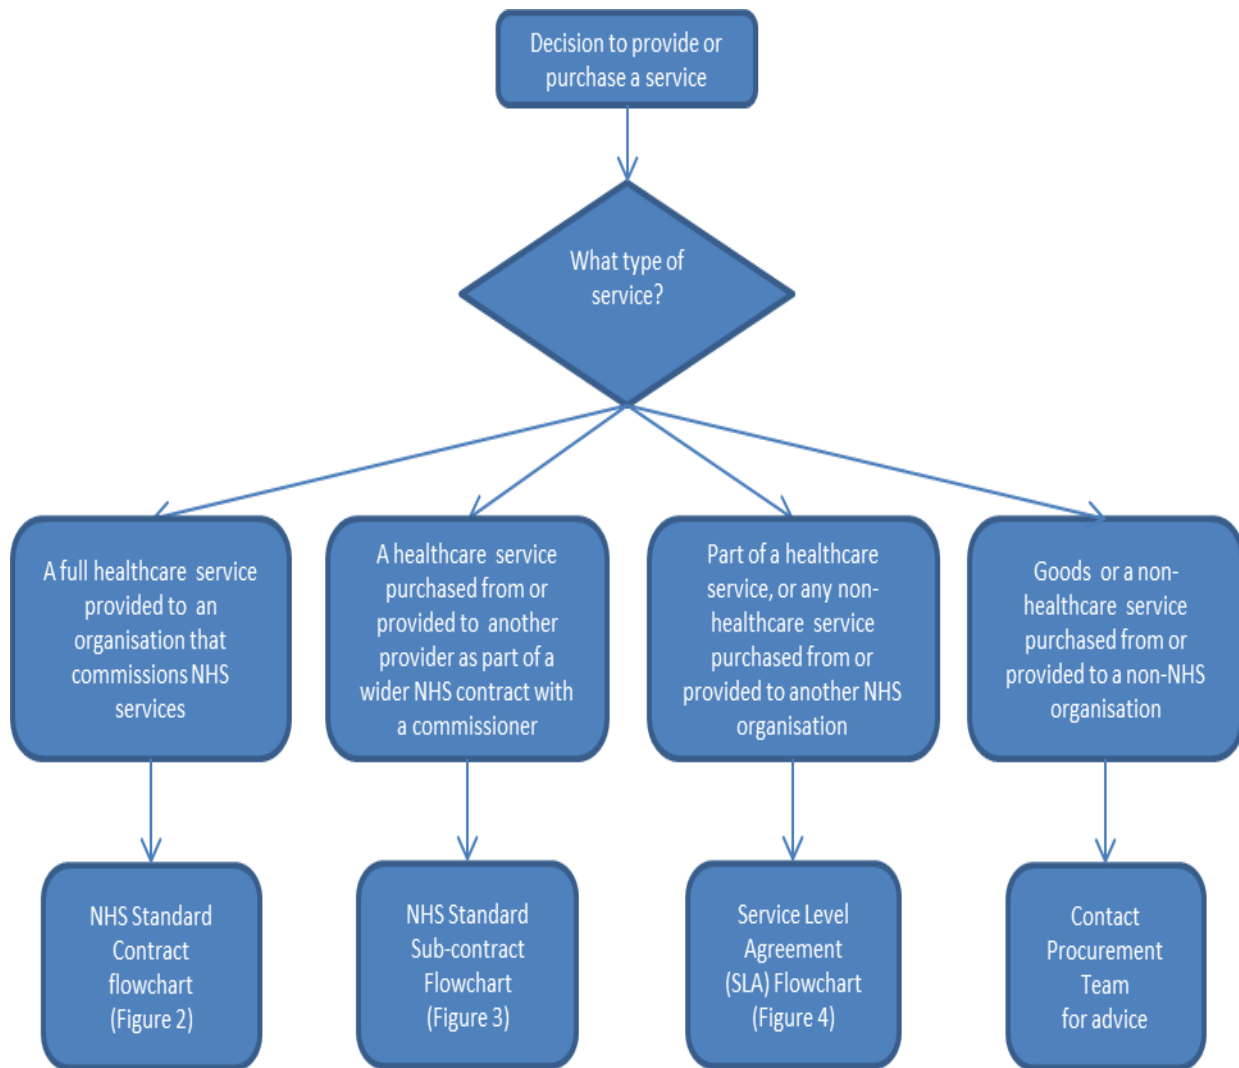 Decision to provide or
purchase a service
What type of
service?
A full healthcare service
provided to an
organisation that
commissions NHS
services
A healthcare service
purchased from or
provided to another
provider as part of a
wider NHS contract with
a commissioner
Part of a healthcare
service, or any non-
healthcare service
purchased from or
provided to another NHS
organisation
Goods or a non-
healthcare service
purchased from or
provided to a non-NHS
organisation
NHS Standard
Contract
flowchart
(Figure 2)
NHS Standard
Sub-contract
Flowchart
(Figure 3)
Service Level
Agreement
(SLA) Flowchart
(Figure 4)
Contact
Procurement
Team
for advice